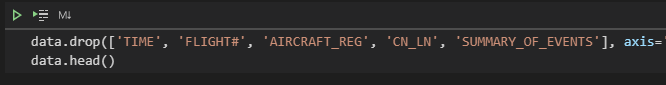 M↓
data.drop(['TIME', 'FLIGHT#', 'AIRCRAFT_REG', 'CN_LN', 'SUMMARY_OF_EVENTS'], axis='
data.head()